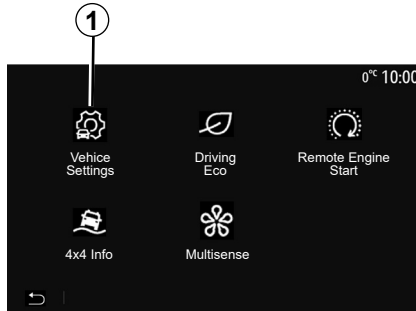 1
0°C 10:00
Vehice
Settings
Driving
Eco
Remote Engine
Start
4x4 Info
Multisense